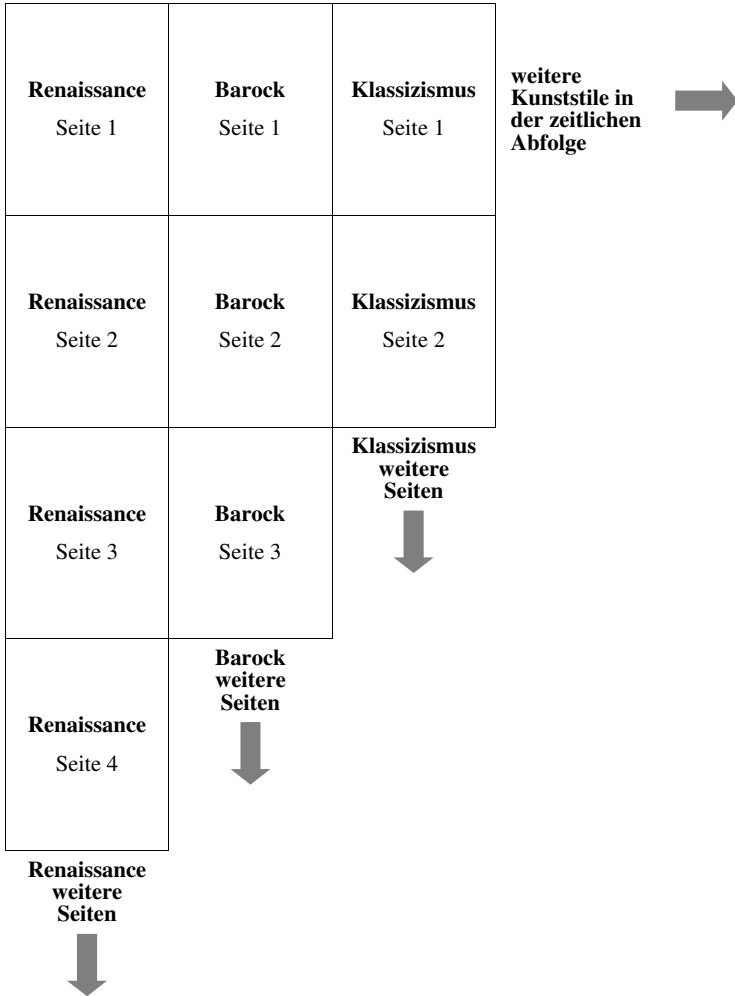 Renaissance
Seite 1
Barock
Seite 1
Klassizismus
Seite 1
weitere
Kunststile in
der zeitlichen
Abfolge
Renaissance
Seite 2
Barock
Seite 2
Klassizismus
Seite 2
Renaissance
Seite 3
Barock
Seite 3
Klassizismus
weitere
Seiten
Renaissance
Seite 4
Barock
weitere
Seiten
Renaissance
weitere
Seiten